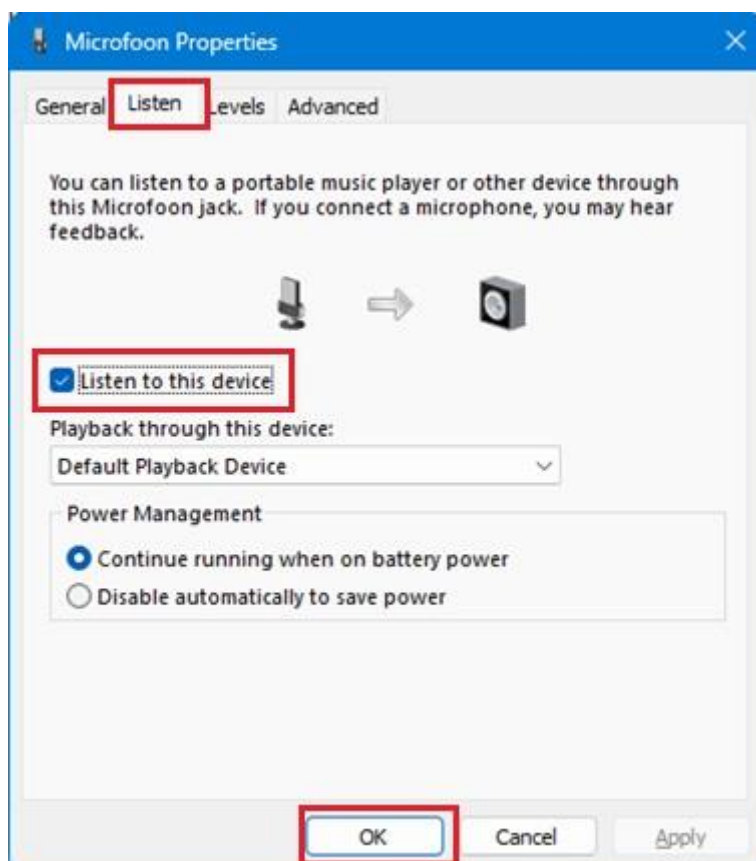 Microfoon Properties
General Listen Levels Advanced
You can listen to a portable music player or other device through
this Microfoon jack. If you connect a microphone, you may hear
feedback.
Listen to this device
Playback through this device:
Default Playback Device
Power Management
Continue running when on battery power
Disable automatically to save power
OK Cancel Apply